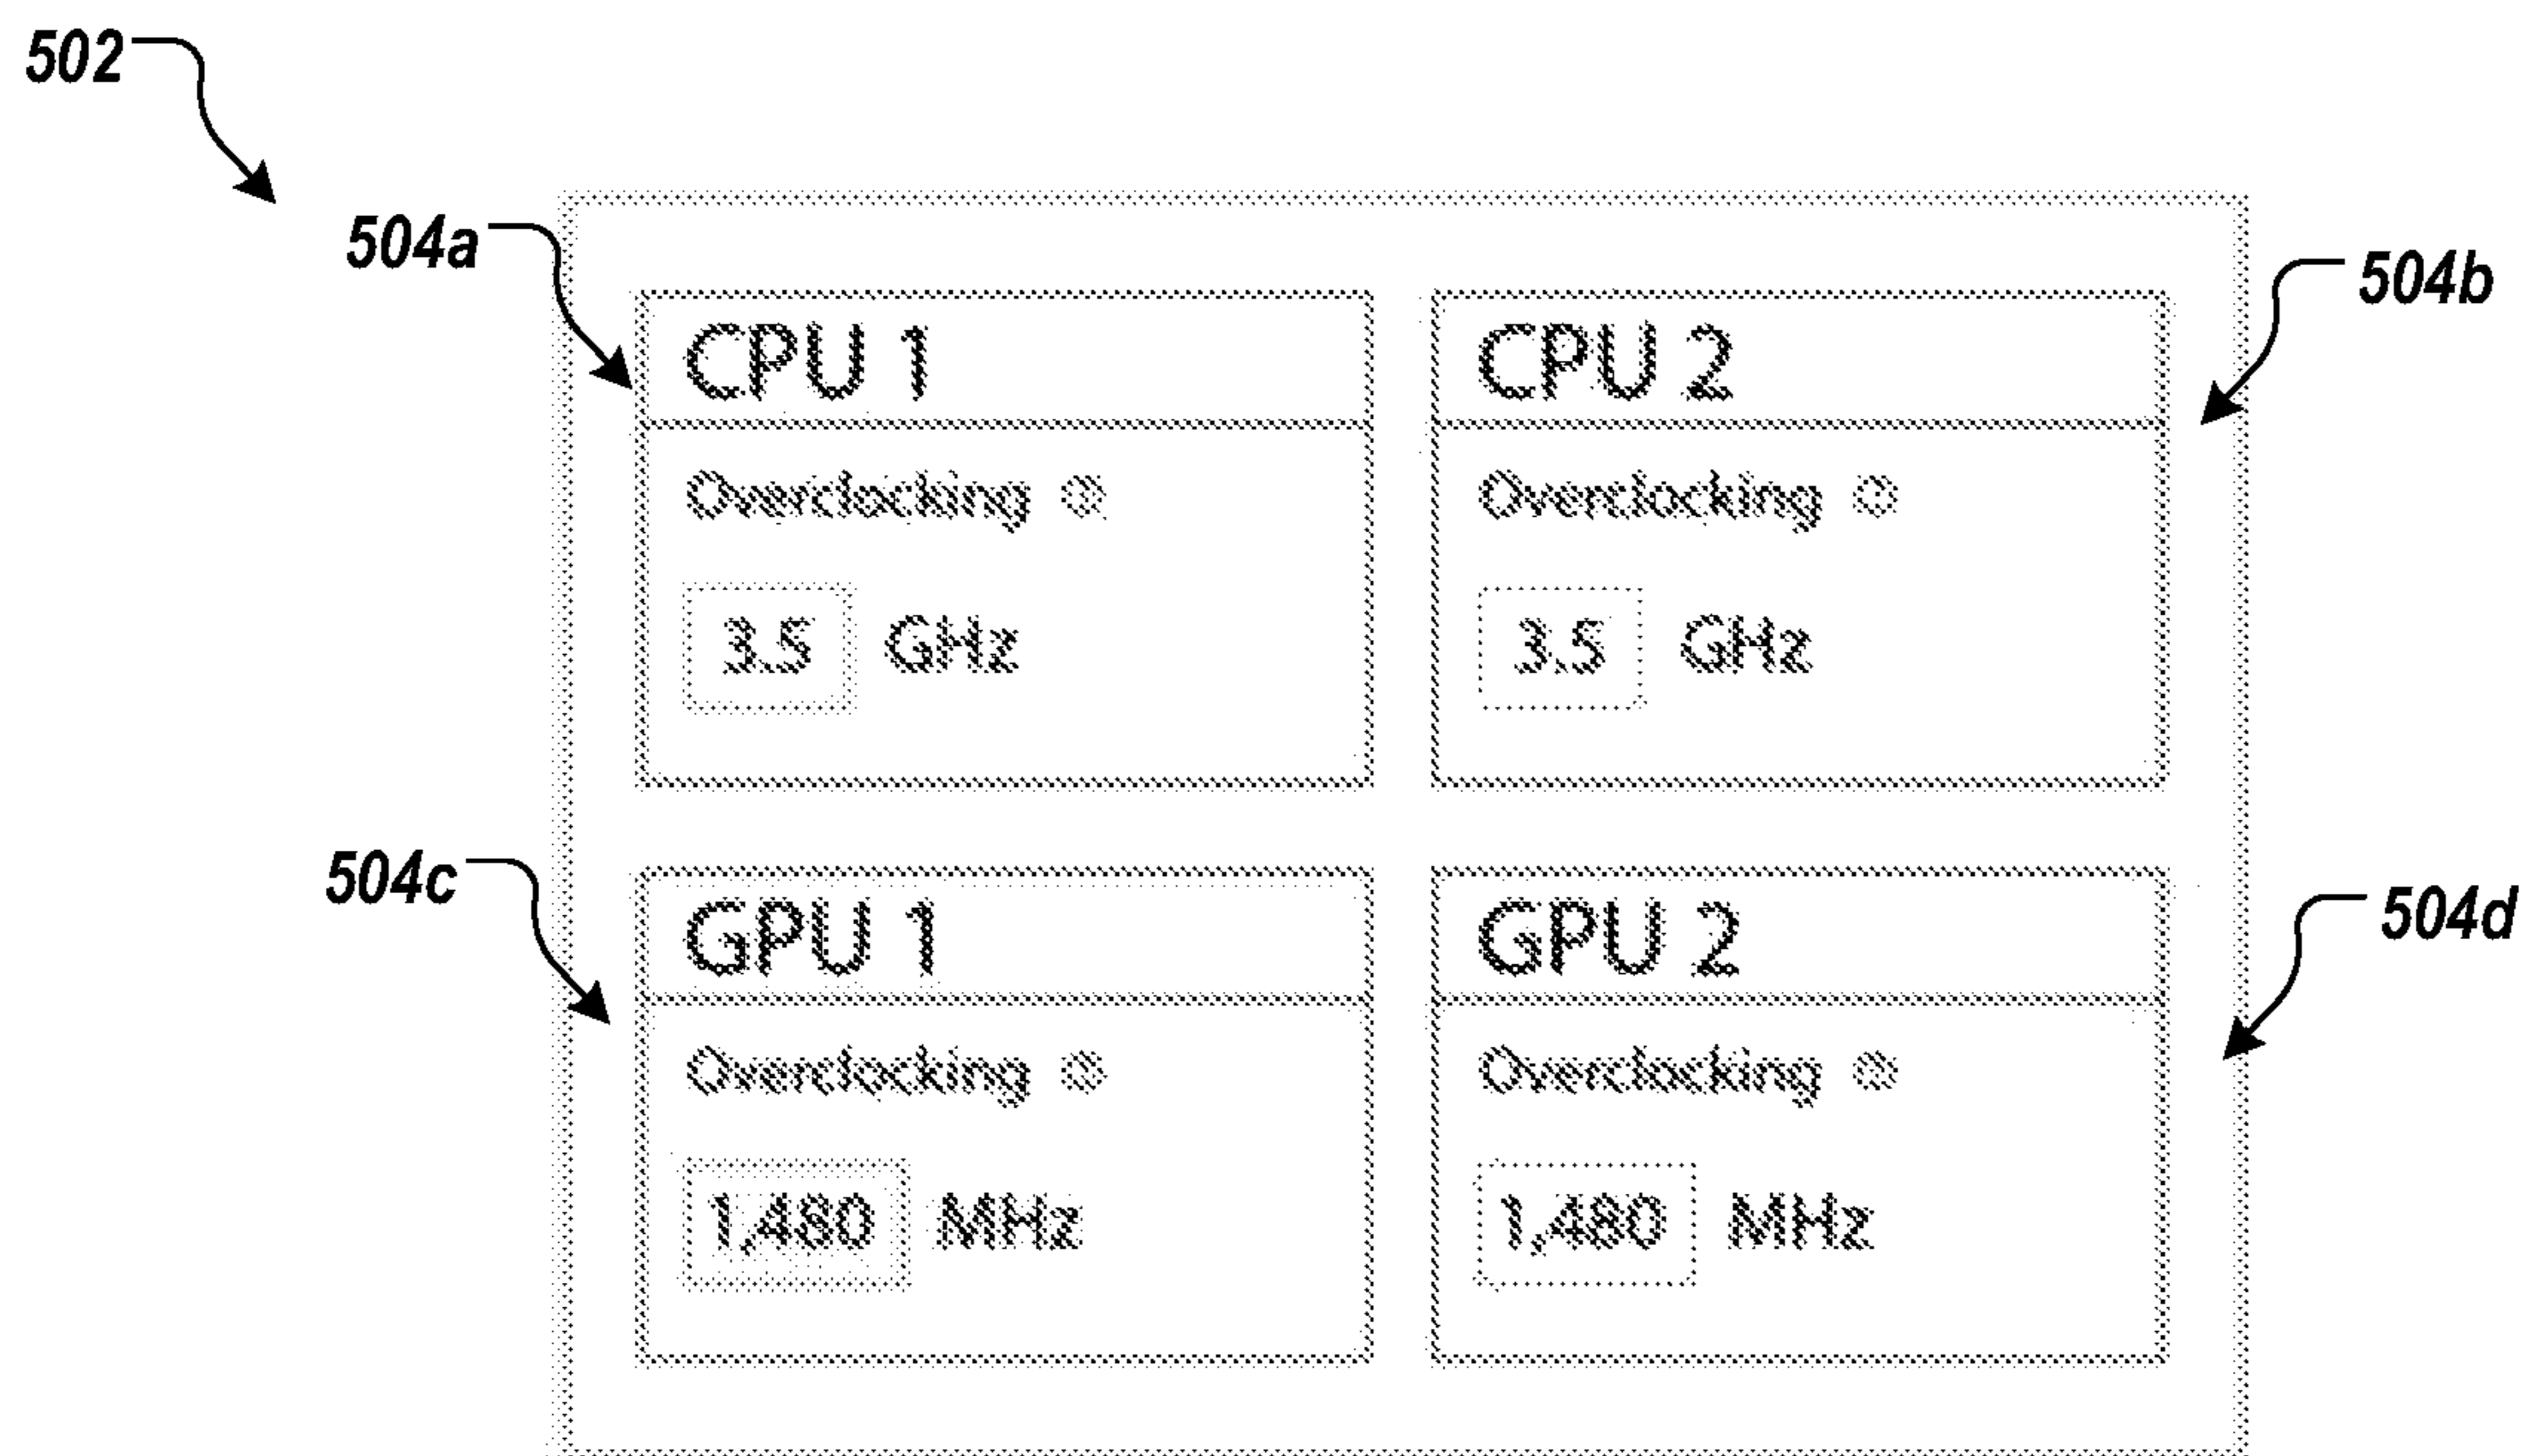 502
504a
504b
CPU 1
CPU 2
Overclocking
Overclocking
3.5 GHz
3.5 GHz
504c
504d
GPU 1
GPU 2
Overclocking
Overclocking
1,480 MHz
1,480 MHz